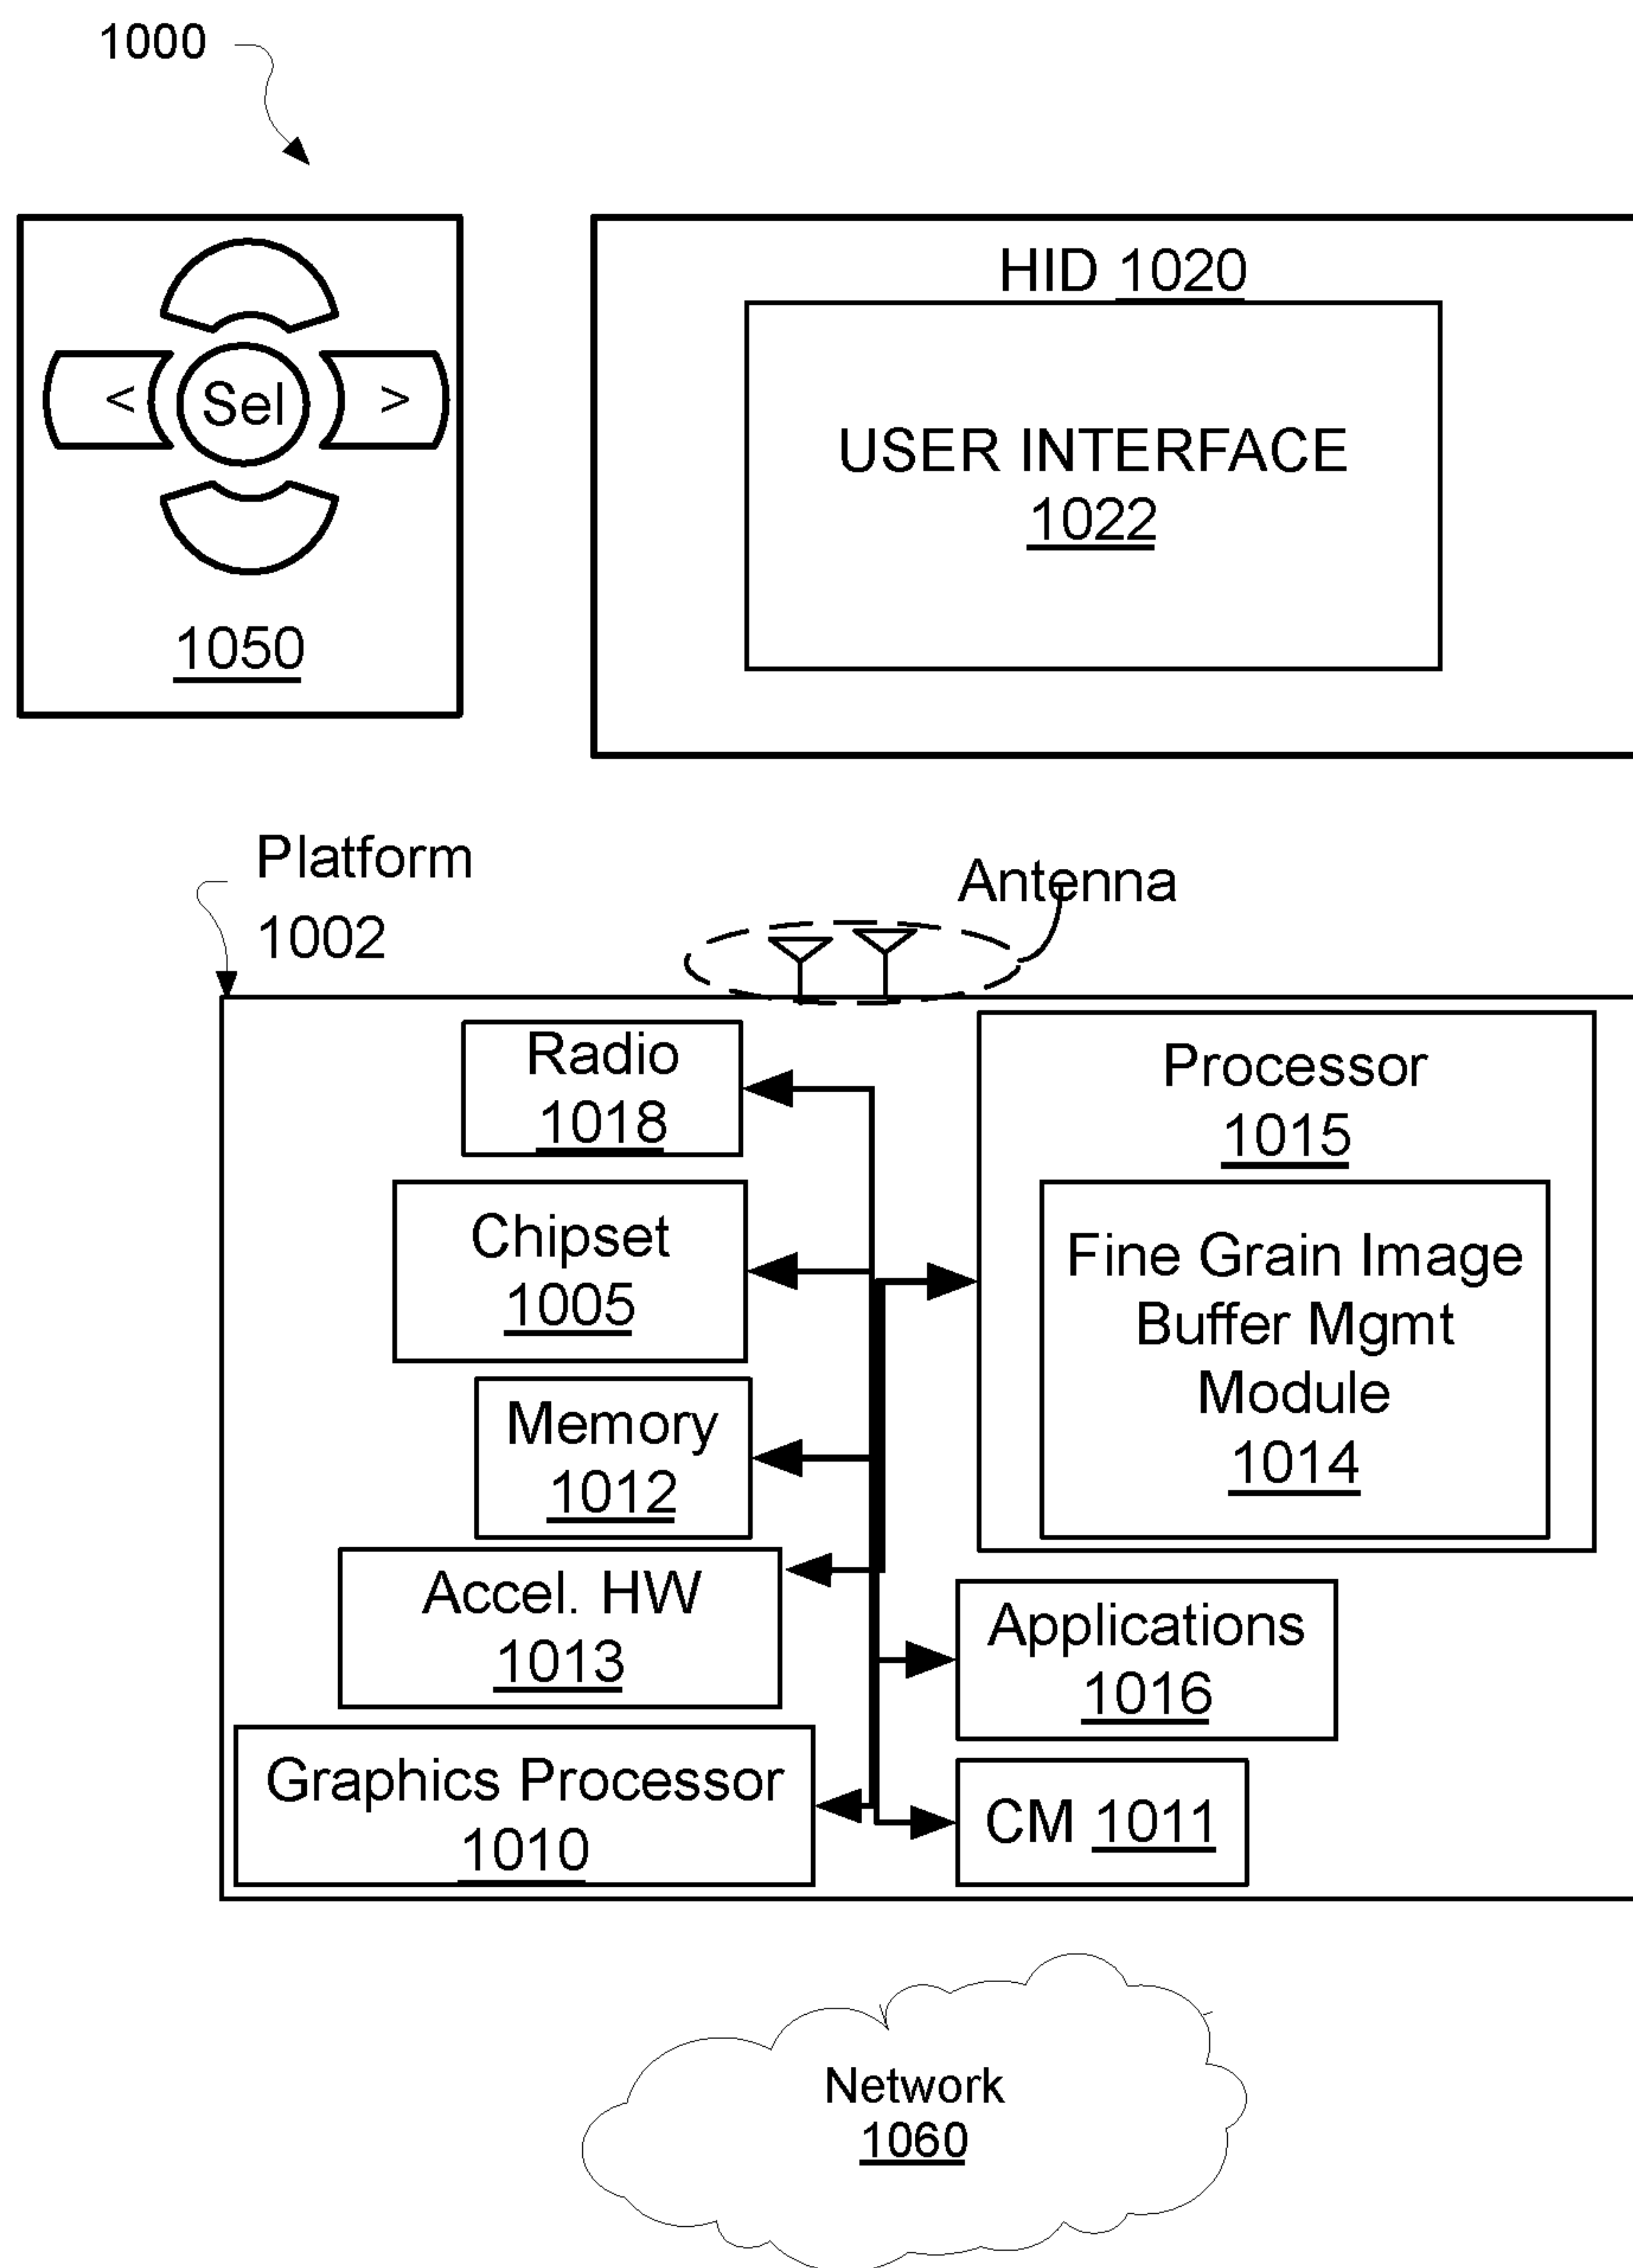 1000
<
Sel
>
1050
HID 1020
USER INTERFACE
1022
Platform
1002
Antenna
Radio
1018
Chipset
1005
Memory
1012
Accel. HW
1013
Graphics Processor
1010
Processor
1015
Fine Grain Image
Buffer Mgmt
Module
1014
Applications
1016
CM 1011
Network
1060